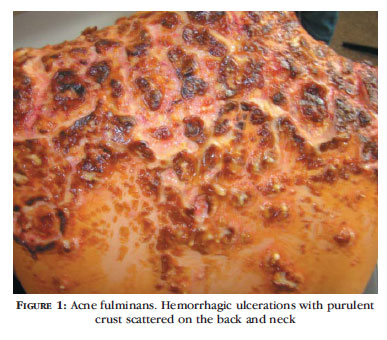 FIGURE 1: Acne fulminans. Hemorrhagic ulcerations with purulent
crust scattered on the back and neck